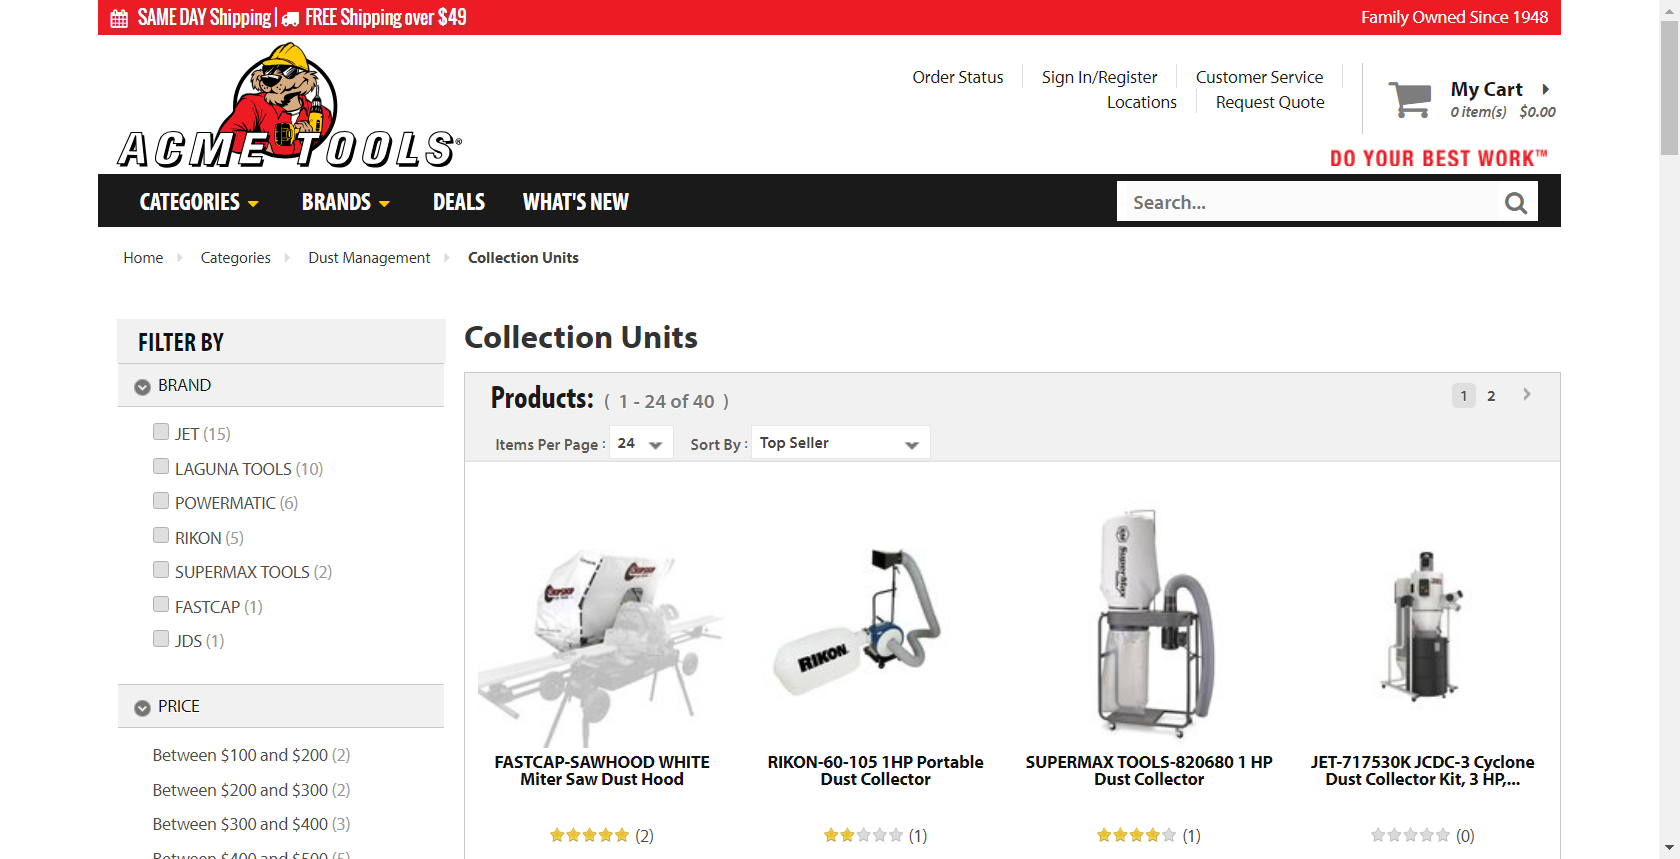 SAME DAY Shipping | FREE Shipping over $49
Family Owned Since 1948
ACME TOOLS®
Order Status
Sign In/Register
Customer Service
Locations
Request Quote
My Cart
0 item(s) $0.00
DO YOUR BEST WORK™
CATEGORIES
BRANDS
DEALS
WHAT'S NEW
Search...
Home
Categories
Dust Management
Collection Units
FILTER BY
BRAND
JET (15)
LAGUNA TOOLS (10)
POWERMATIC (6)
RIKON (5)
SUPERMAX TOOLS (2)
FASTCAP (1)
JDS (1)
PRICE
Between $100 and $200 (2)
Between $200 and $300 (2)
Between $300 and $400 (3)
Between $400 and $500 (5)
Collection Units
Products: ( 1 - 24 of 40 )
1 2
Items Per Page : 24
Sort By : Top Seller
RIKON
SuperMax
FASTCAP-SAWHOOD WHITE
Miter Saw Dust Hood
(2)
RIKON-60-105 1HP Portable
Dust Collector
(1)
SUPERMAX TOOLS-820680 1 HP
Dust Collector
(1)
JET-717530K JCDC-3 Cyclone
Dust Collector Kit, 3 HP,...
(0)